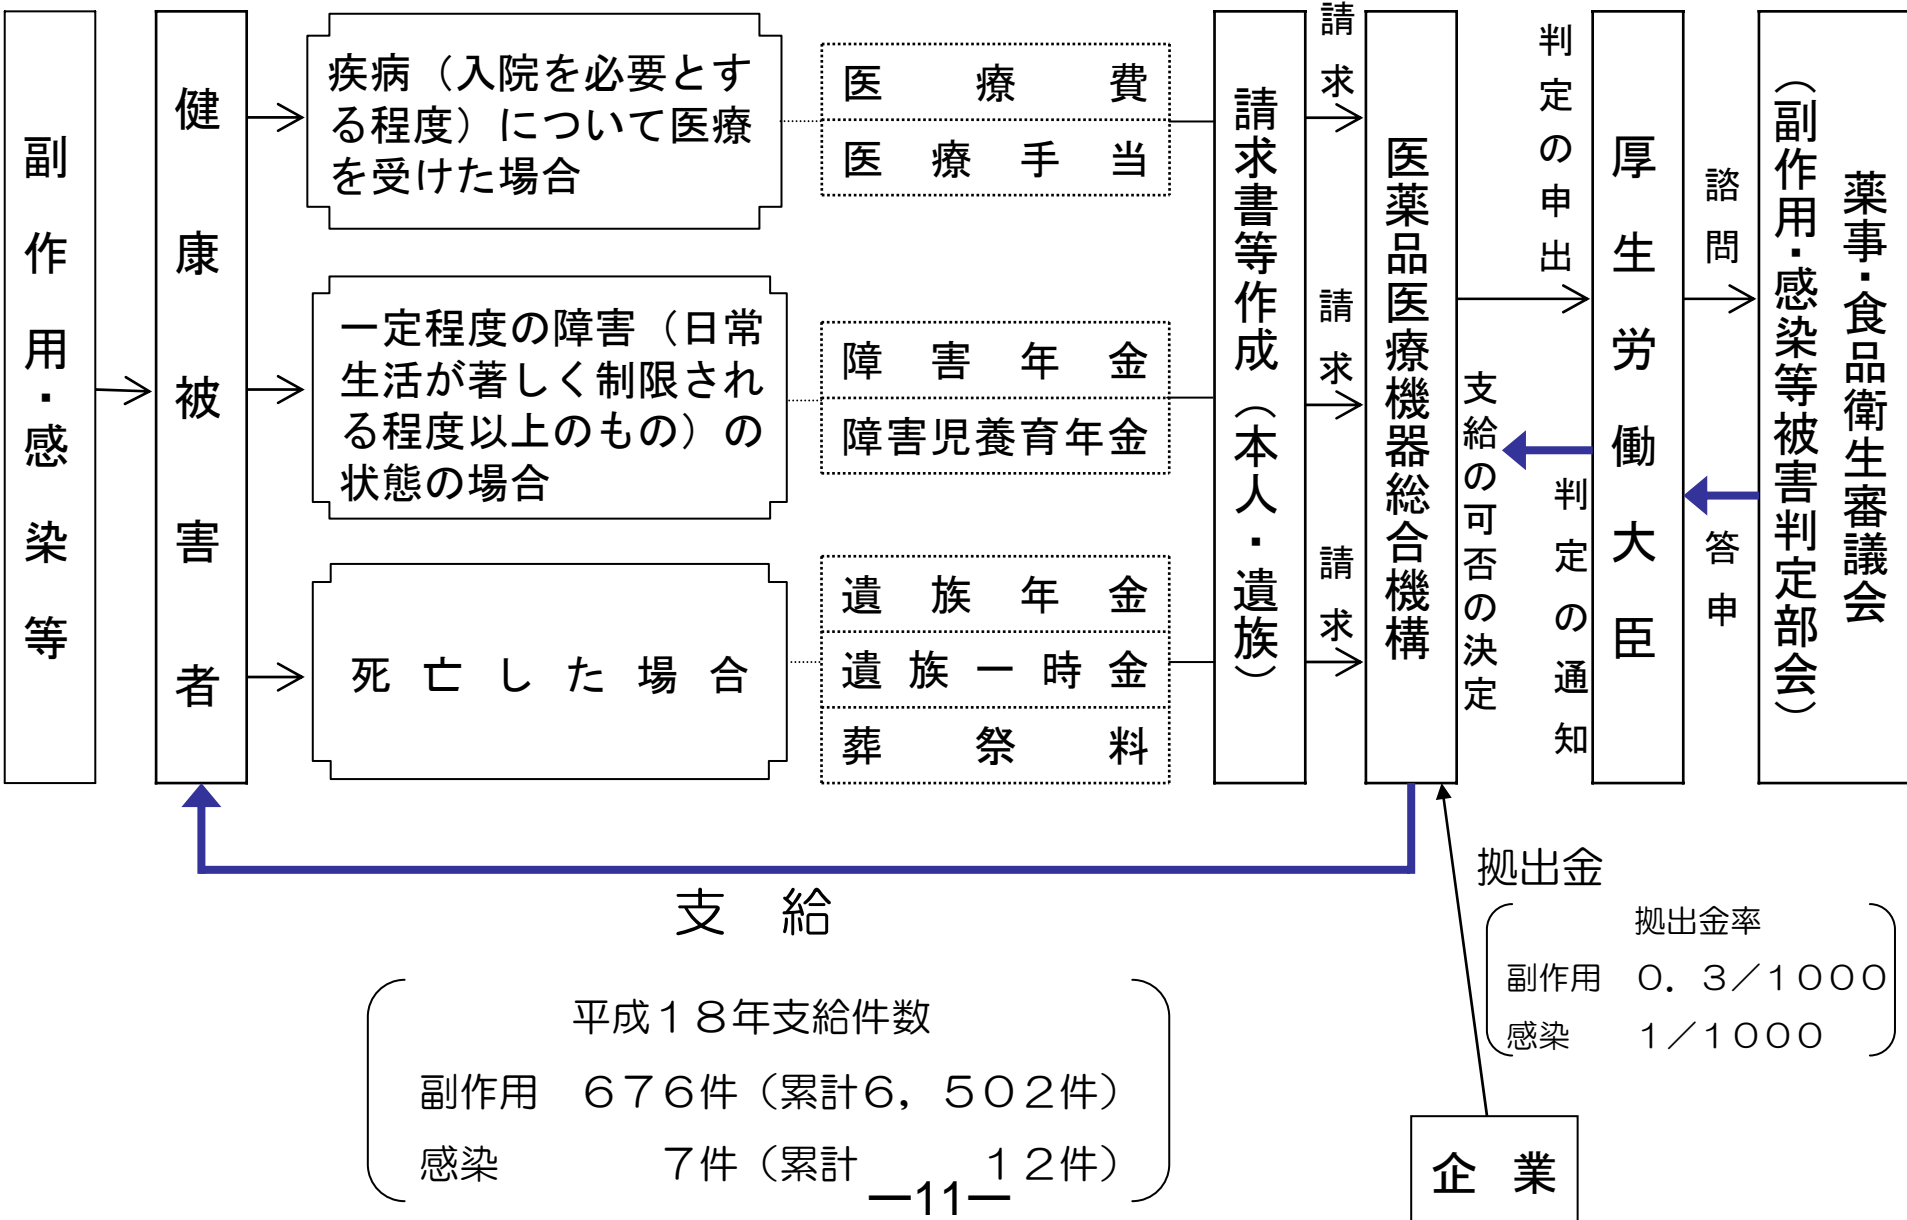 副作用・感染等
健康被害者
疾病（入院を必要とす
る程度）について医療
を受けた場合
医療費
医療手当
一定程度の障害（日常
生活が著しく制限され
る程度以上のもの）の
状態の場合
障害年金
障害児養育年金
死亡した場合
遺族年金
遺族一時金
葬祭料
請求書等作成（本人・遺族）
請求
請求
請求
医薬品医療機器総合機構
判定の申出
支給の可否の決定
判定の通知
厚生労働大臣
諮問
答申
薬事・食品衛生審議会
（副作用・感染等被害判定部会）
支給
拠出金
拠出金率
副作用　０．３／１０００
感染　１／１０００
平成１８年支給件数
副作用　６７６件（累計６，５０２件）
感染　７件（累計　１２件）
企業
―11―